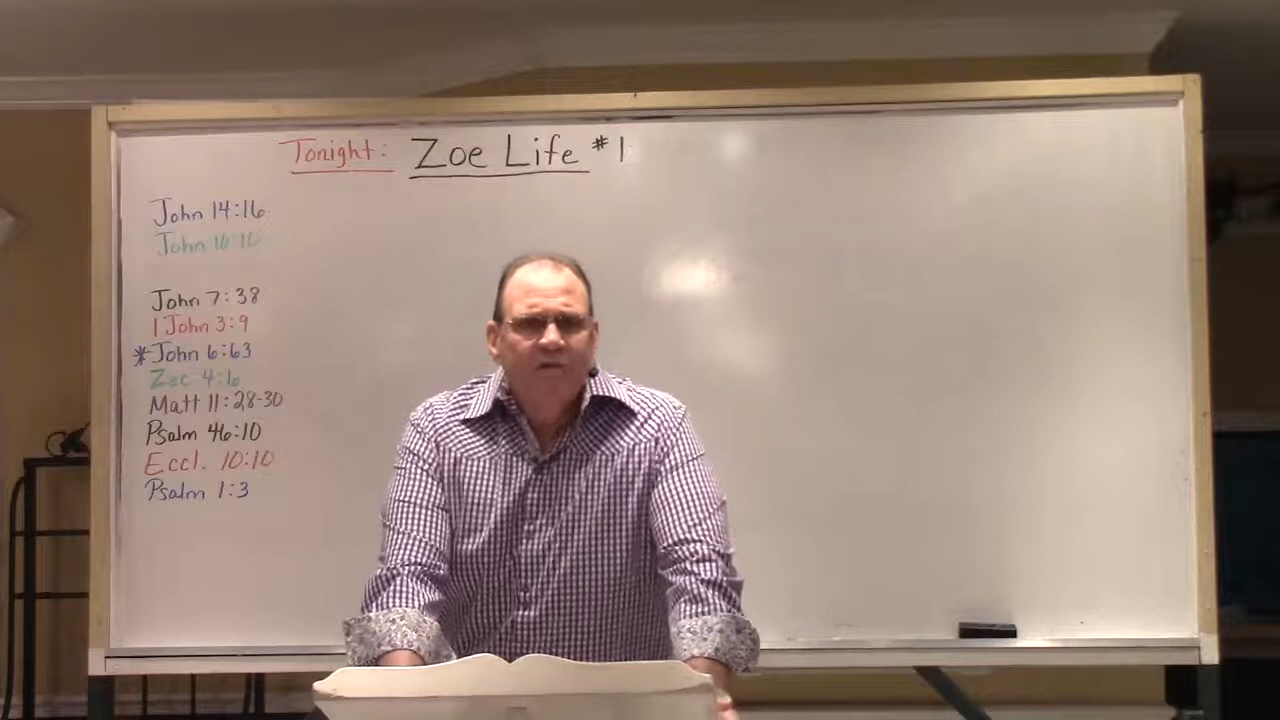 Tonight: Zoe Life #1
John 14:16
John 10:10
John 7:38
1 John 3:9
*John 6:63
Zec 4:6
Matt 11:28-30
Psalm 46:10
Eccl. 10:10
Psalm 1:3